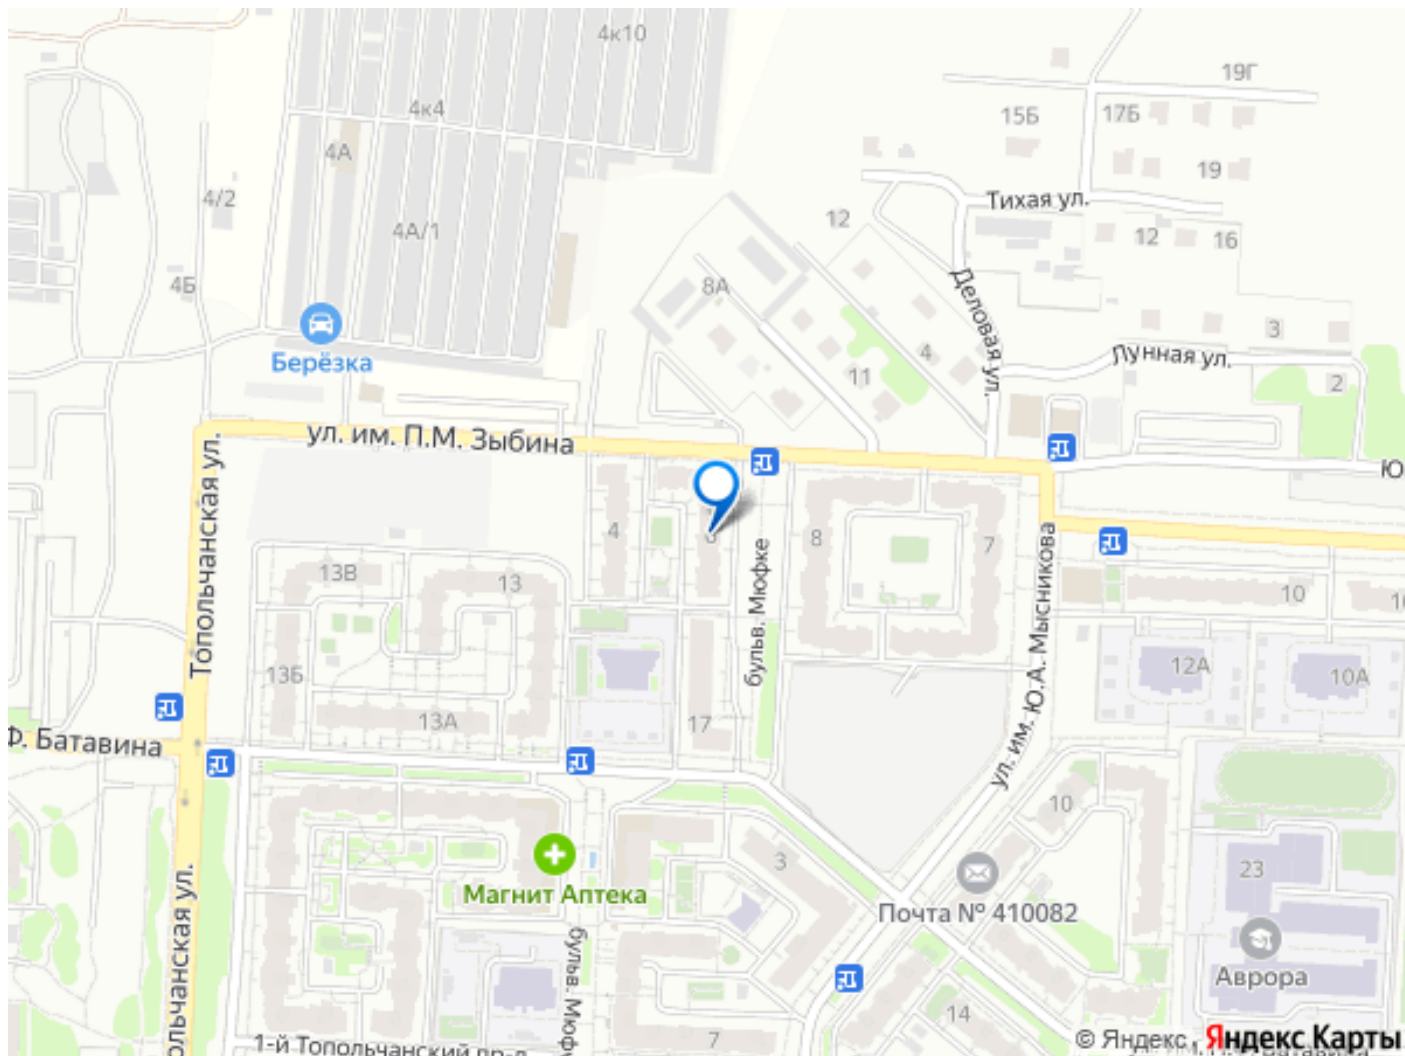 4к10
19Г
4к4
15Б
17Б
4А
19
4/2
Тихая ул.
12
4А/1
12
16
4Б
8А
Деловая ул.
3
Берёзка
4
Лунная ул.
11
2
ул. им. П.М. Зыбина
Ю
Топольчанская ул.
4
8
7
бульв. Мюфке
ул. им. Ю.А. Мысникова
13В
13
10
12А
10А
13Б
13А
17
Ф. Батавина
10
3
23
Магнит Аптека
Почта № 410082
бульв. Мюф
Аврора
14
7
1-й Топольчанский пр-д
© Яндекс
Яндекс Карты